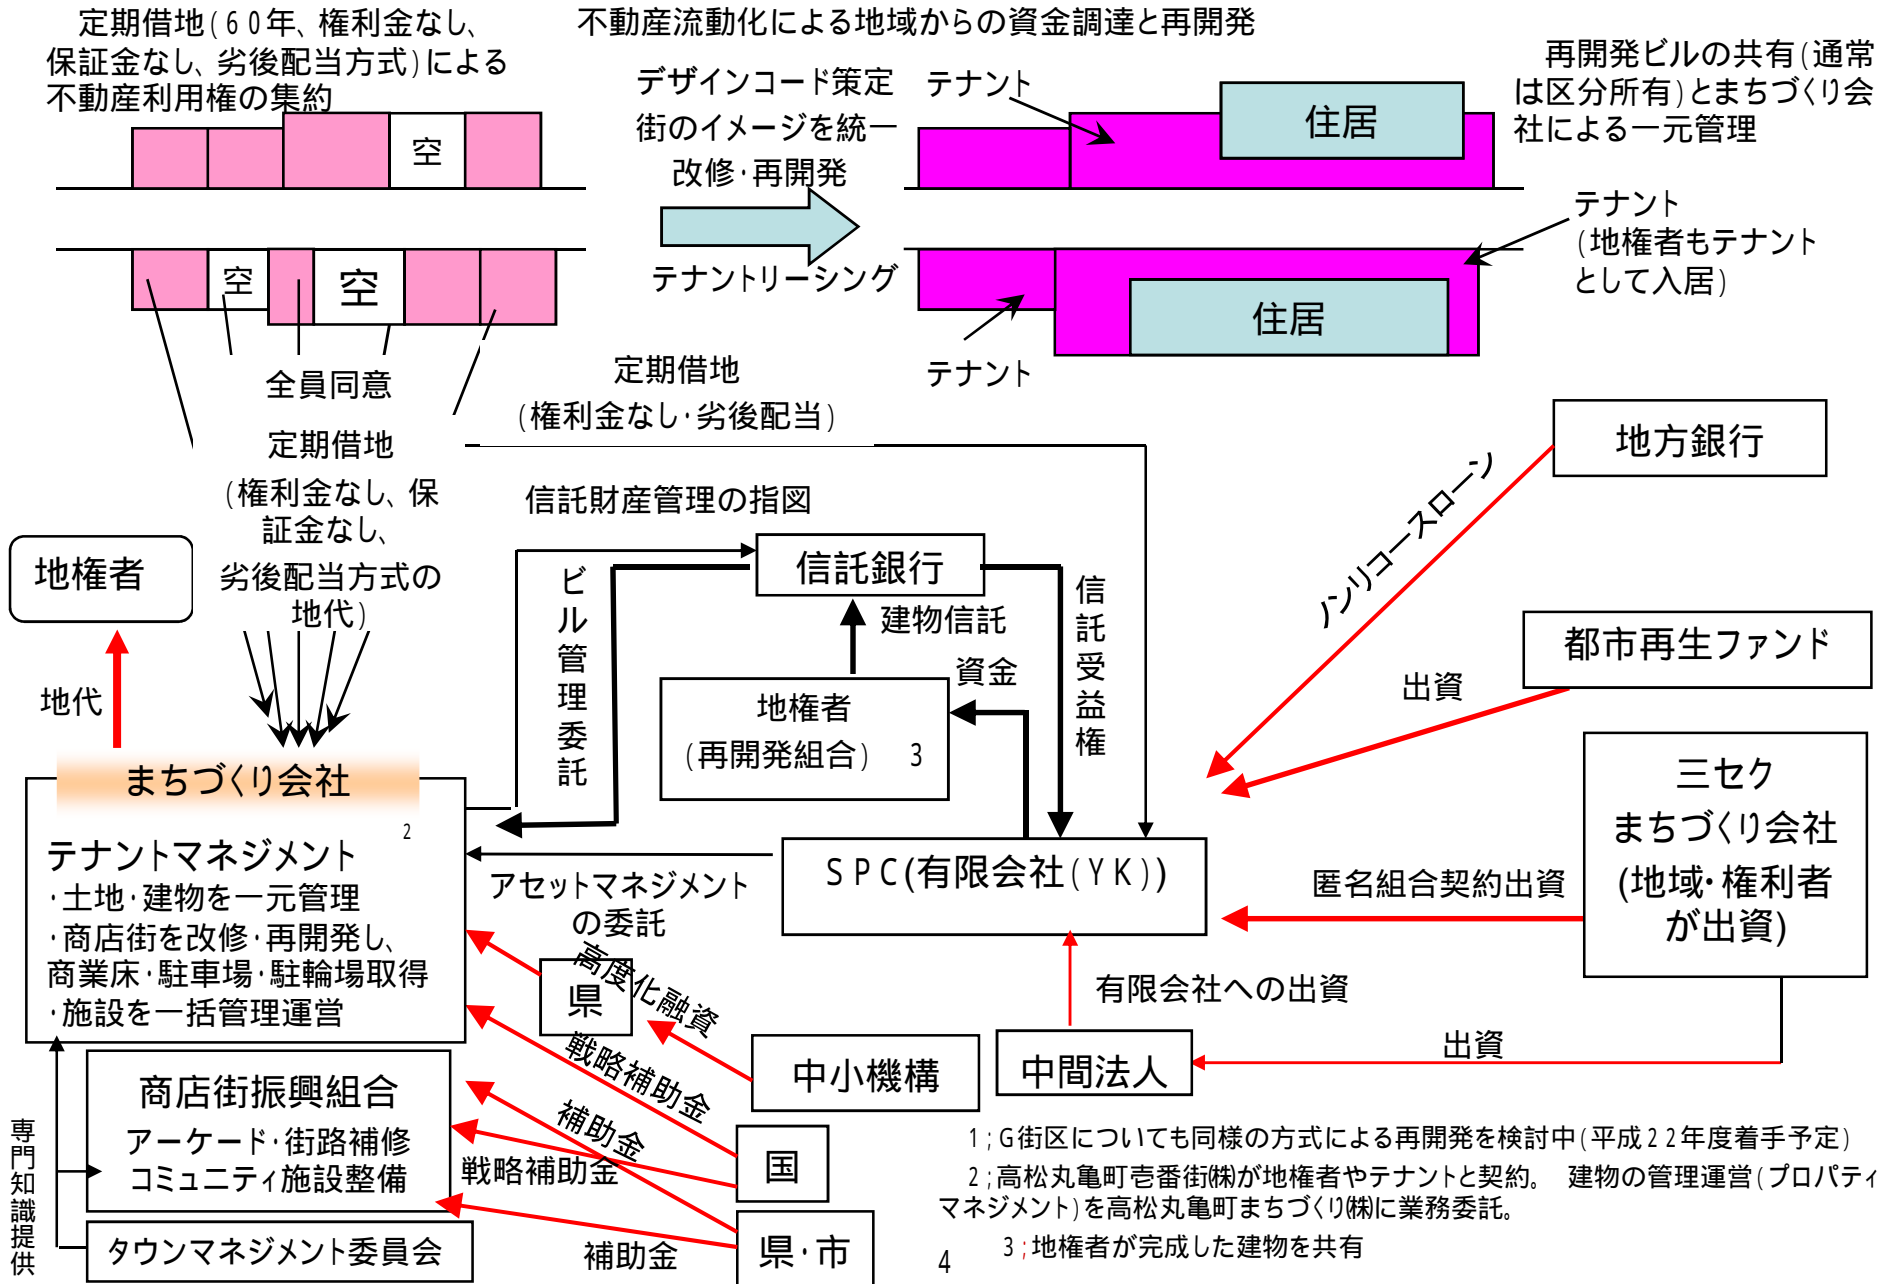 定期借地(60年、権利金なし、
保証金なし、劣後配当方式)による
不動産利用権の集約
不動産流動化による地域からの資金調達と再開発
デザインコード策定
街のイメージを統一
改修・再開発
テナントリーシング
テナント
再開発ビルの共有(通常
は区分所有)とまちづくり会
社による一元管理
空
住居
テナント
(地権者もテナント
として入居)
空
空
住居
テナント
全員同意
定期借地
(権利金なし、保
証金なし、
劣後配当方式の
地代)
定期借地
(権利金なし・劣後配当)
信託財産管理の指図
地方銀行
ノンリコースローン
地権者
地代
信託銀行
ビル管理委託
建物信託
信託受益権
資金
地権者
(再開発組合) 3
都市再生ファンド
出資
三セク
まちづくり会社
(地域・権利者
が出資)
匿名組合契約出資
まちづくり会社
2
テナントマネジメント
・土地・建物を一元管理
・商店街を改修・再開発し、
商業床・駐車場・駐輪場取得
・施設を一括管理運営
SPC(有限会社(YK))
アセットマネジメント
の委託
高度化融資
県
戦略補助金
中小機構
有限会社への出資
中間法人
出資
商店街振興組合
アーケード・街路補修
コミュニティ施設整備
補助金
戦略補助金
国
専門知識提供
タウンマネジメント委員会
補助金
県・市
1;G街区についても同様の方式による再開発を検討中(平成22年度着手予定)
2;高松丸亀町壱番街㈱が地権者やテナントと契約。 建物の管理運営(プロパティ
マネジメント)を高松丸亀町まちづくり㈱に業務委託。
3;地権者が完成した建物を共有
4